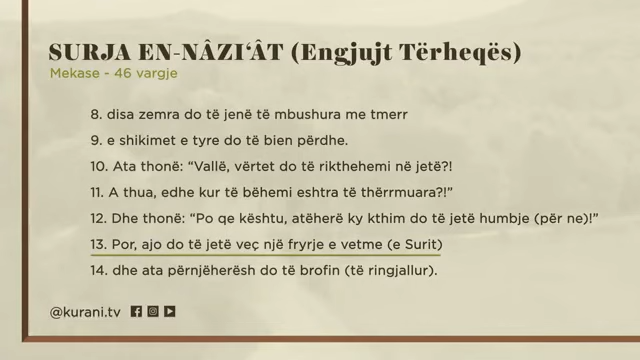 SURJA EN-NÂZI‘ÂT (Engjujt Tërheqës)
Mekase - 46 vargje
8. disa zemra do të jenë të mbushura me tmerr
9. e shikimet e tyre do të bien përdhe.
10. Ata thonë: “Vallë, vërtet do të rikthehemi në jetë?!
11. A thua, edhe kur të bëhemi eshtra të thërrmuara?!”
12. Dhe thonë: “Po qe kështu, atëherë ky kthim do të jetë humbje (për ne)!”
13. Por, ajo do të jetë veç një fryrje e vetme (e Surit)
14. dhe ata përnjëherësh do të brofin (të ringjallur).
@kurani.tv